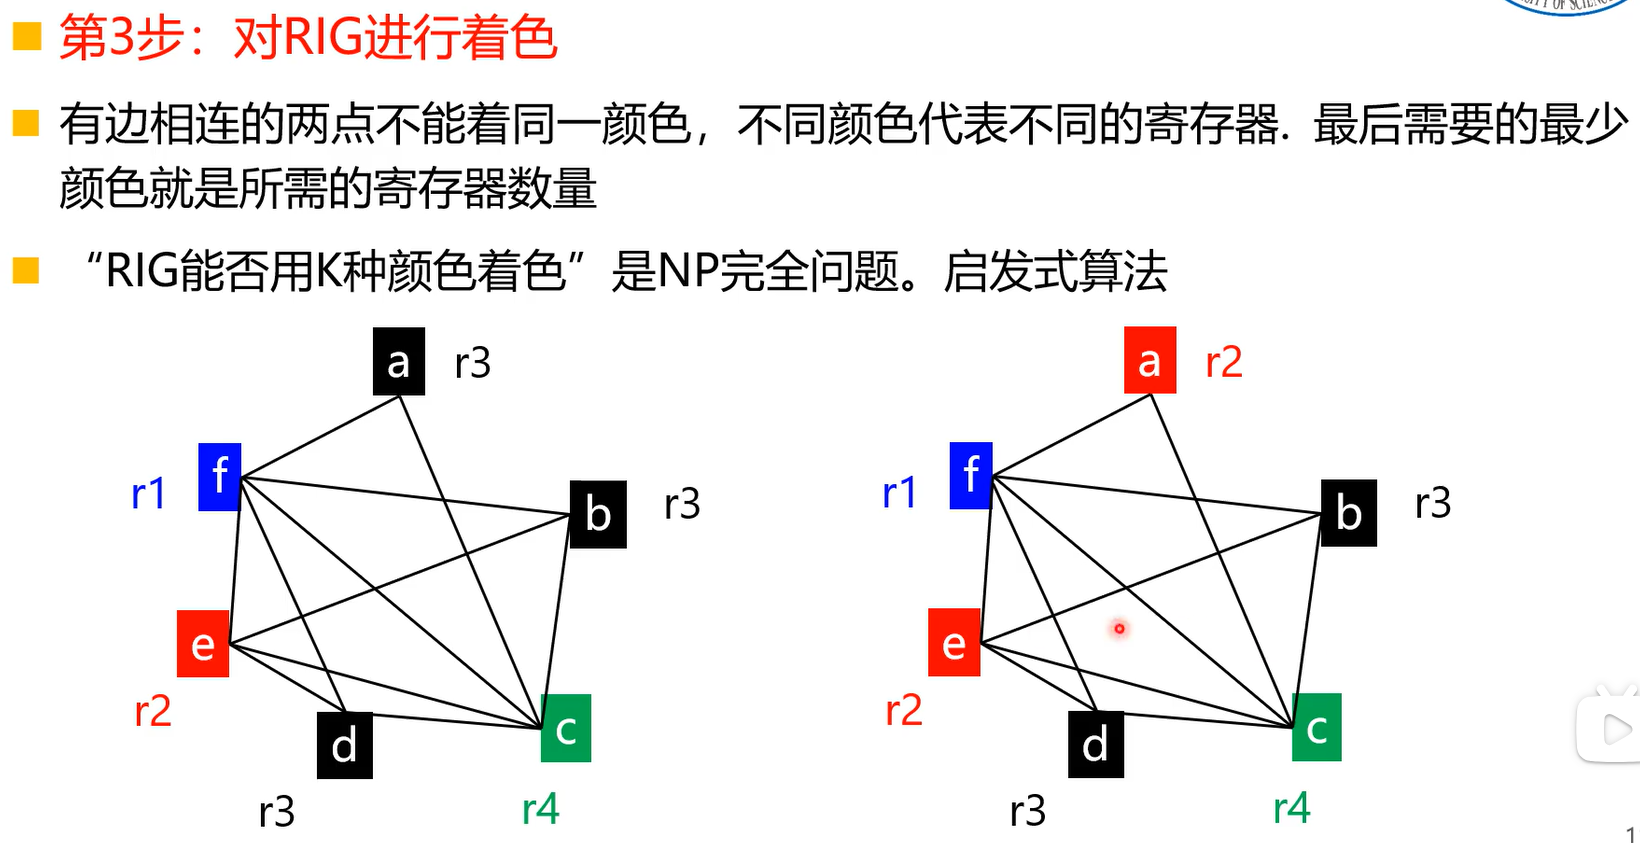 第3步：对RIG进行着色
有边相连的两点不能着同一颜色，不同颜色代表不同的寄存器. 最后需要的最少
颜色就是所需的寄存器数量
“RIG能否用K种颜色着色”是NP完全问题。启发式算法
a r3
f
r1
b r3
e
r2
d
r3
c
r4
a r2
f
r1
b r3
e
r2
d
r3
c
r4
1